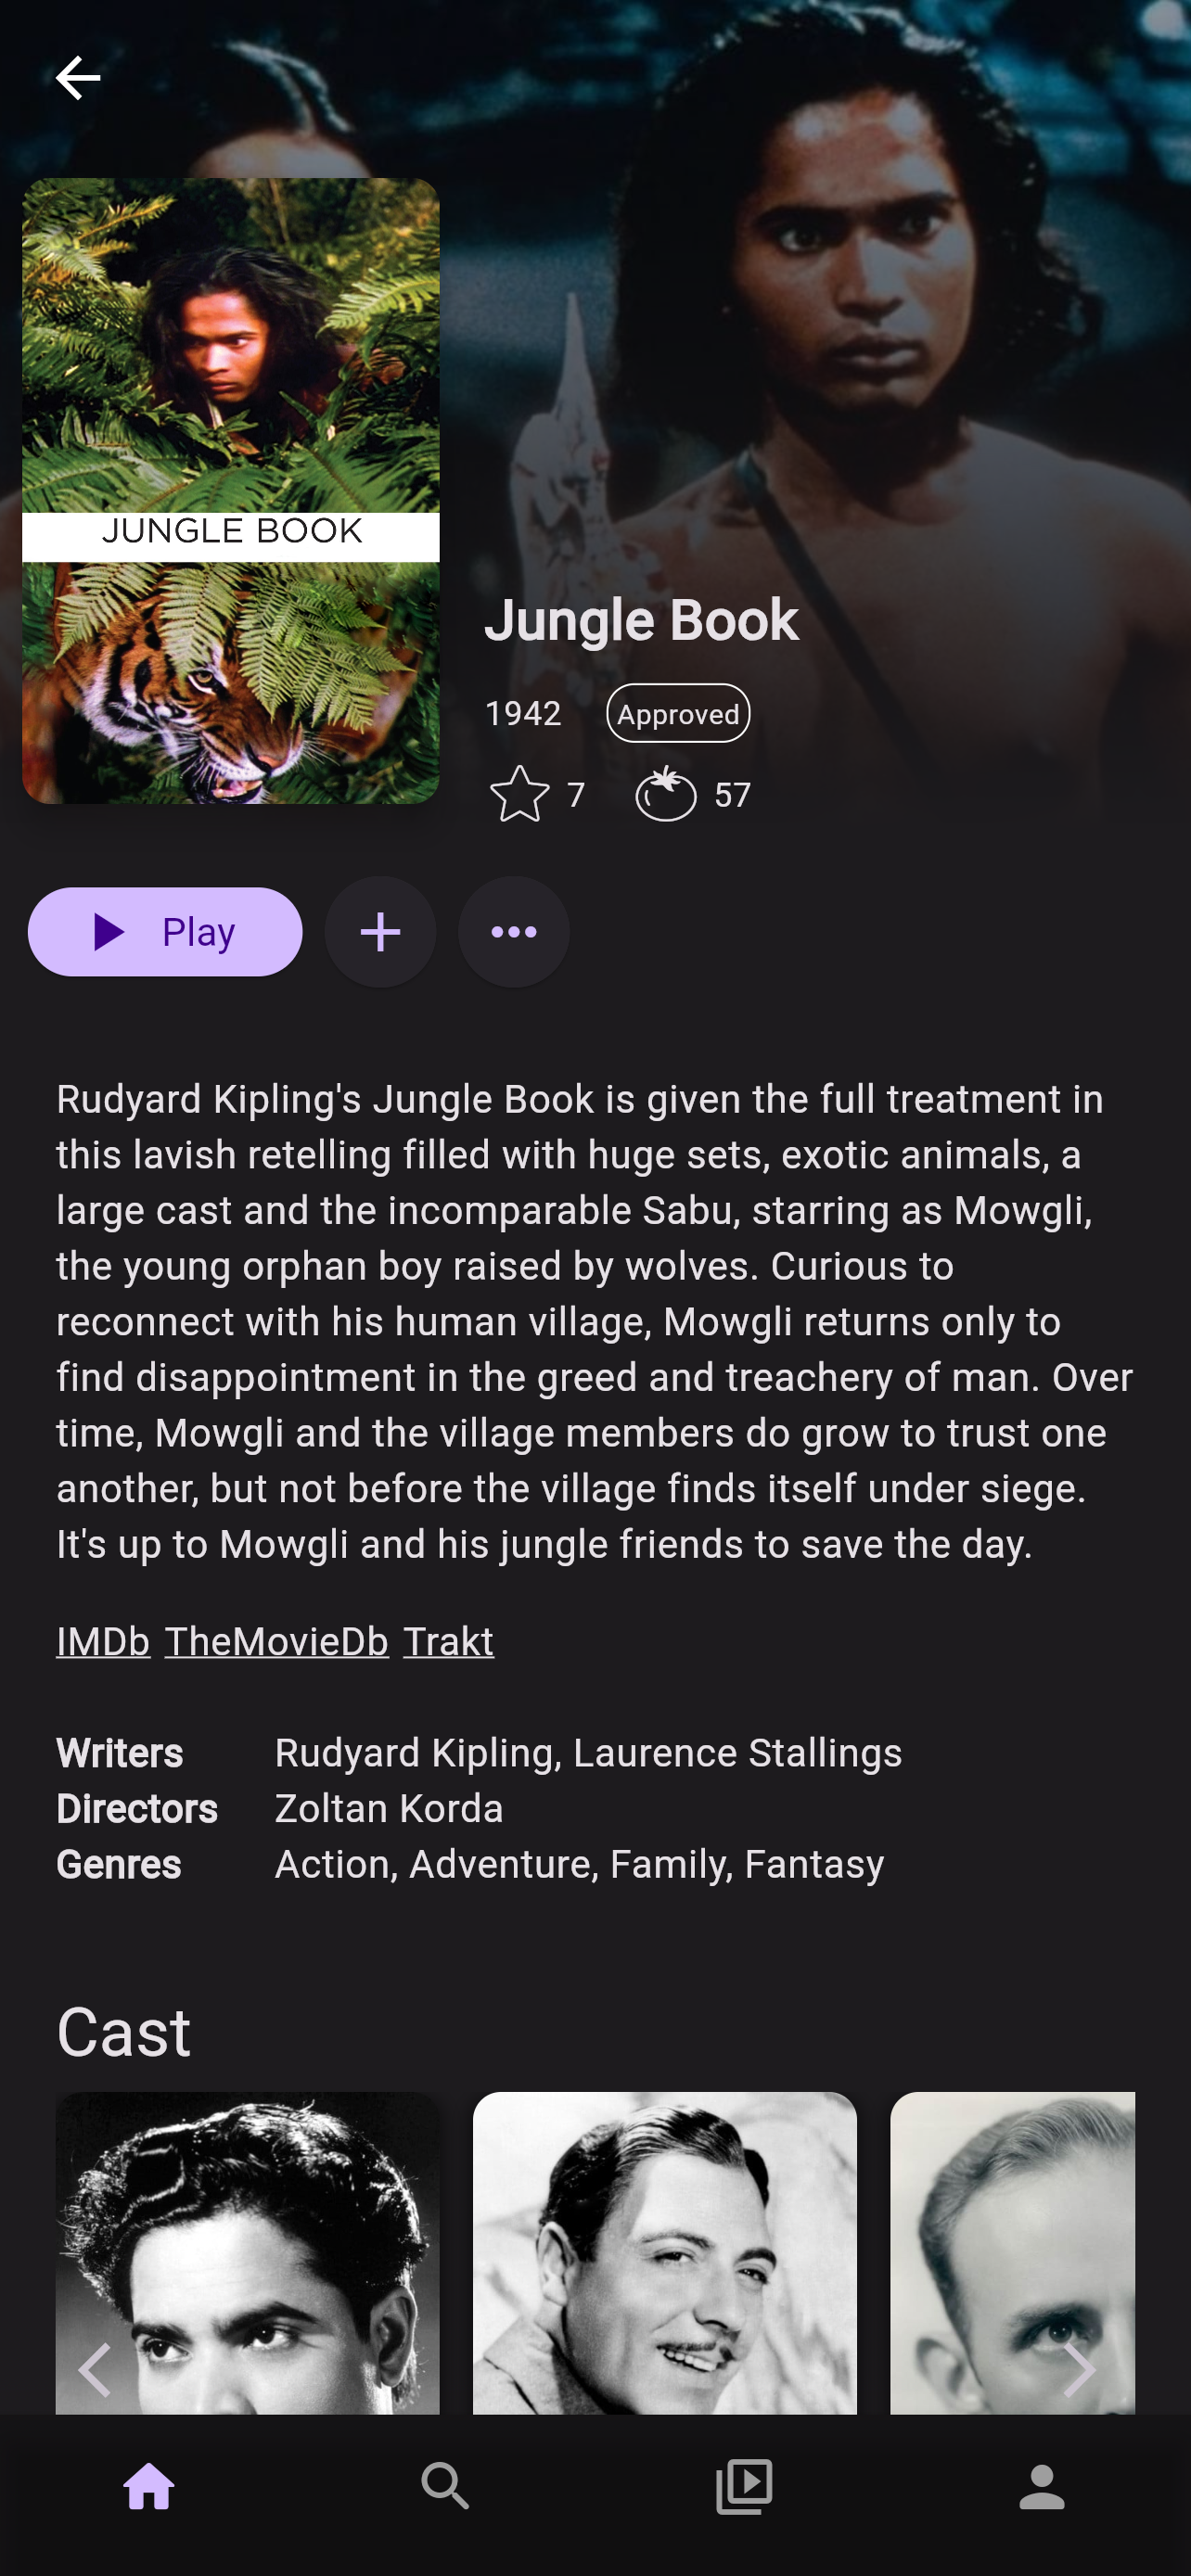 JUNGLE BOOK
Jungle Book
1942 Approved
7 57
Play
Rudyard Kipling's Jungle Book is given the full treatment in
this lavish retelling filled with huge sets, exotic animals, a
large cast and the incomparable Sabu, starring as Mowgli,
the young orphan boy raised by wolves. Curious to
reconnect with his human village, Mowgli returns only to
find disappointment in the greed and treachery of man. Over
time, Mowgli and the village members do grow to trust one
another, but not before the village finds itself under siege.
It's up to Mowgli and his jungle friends to save the day.
IMDb TheMovieDb Trakt
Writers Rudyard Kipling, Laurence Stallings
Directors Zoltan Korda
Genres Action, Adventure, Family, Fantasy
Cast